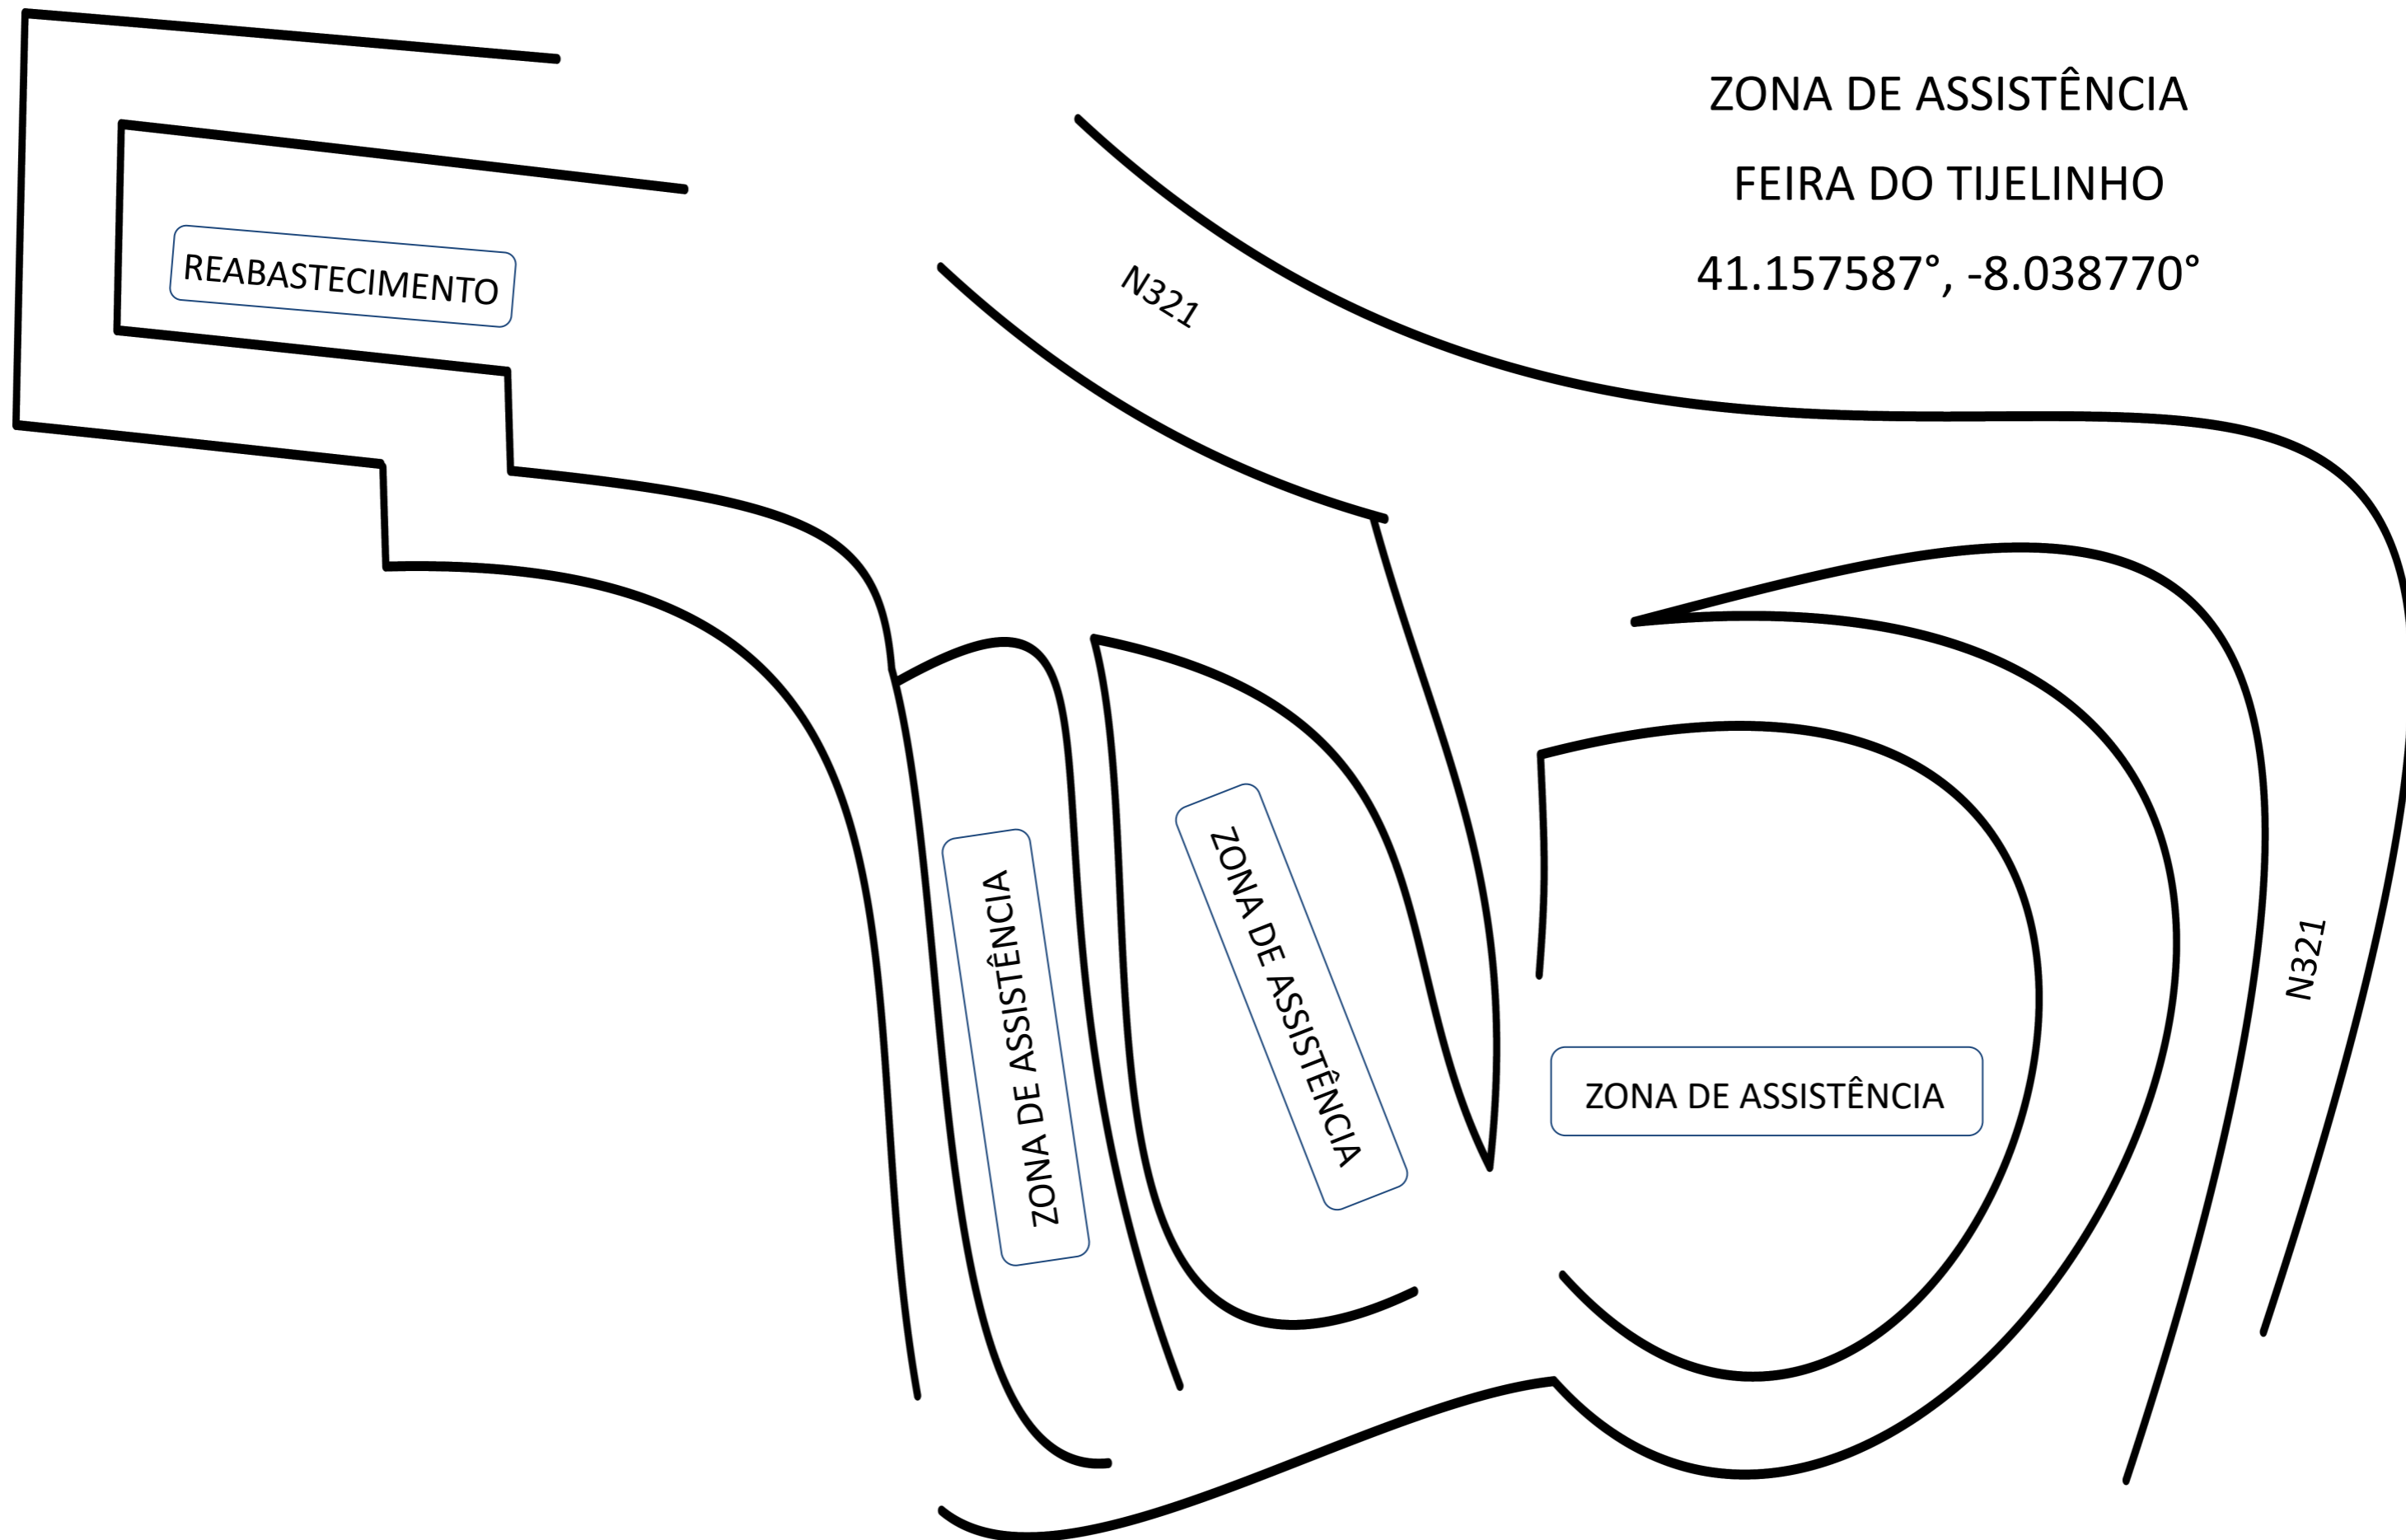 ZONA DE ASSISTÊNCIA
FEIRA DO TIJELINHO
41.157587°, -8.038770°
REABASTECIMENTO
N321
ZONA DE ASSISTÊNCIA
ZONA DE ASSISTÊNCIA
ZONA DE ASSISTÊNCIA
N321